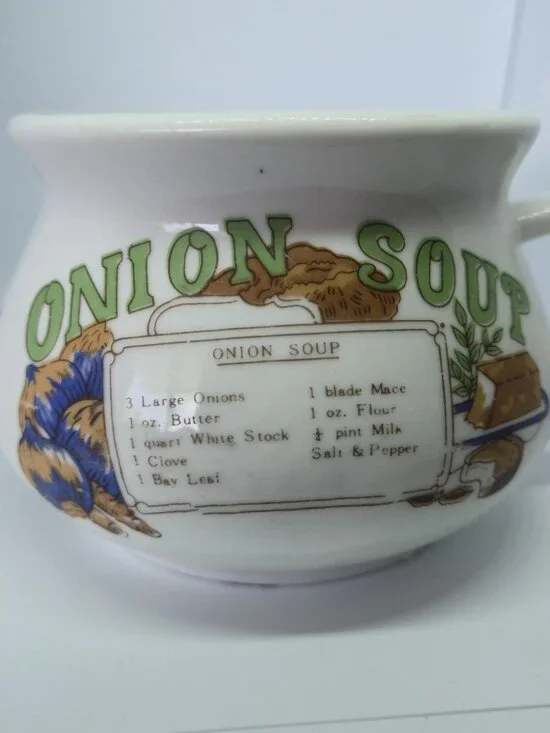 ONION SOUP
ONION SOUP
3 Large Onions
1 oz. Butter
1 quart White Stock
1 Clove
1 Bay Leaf
1 blade Mace
1 oz. Flour
½ pint Milk
Salt & Pepper